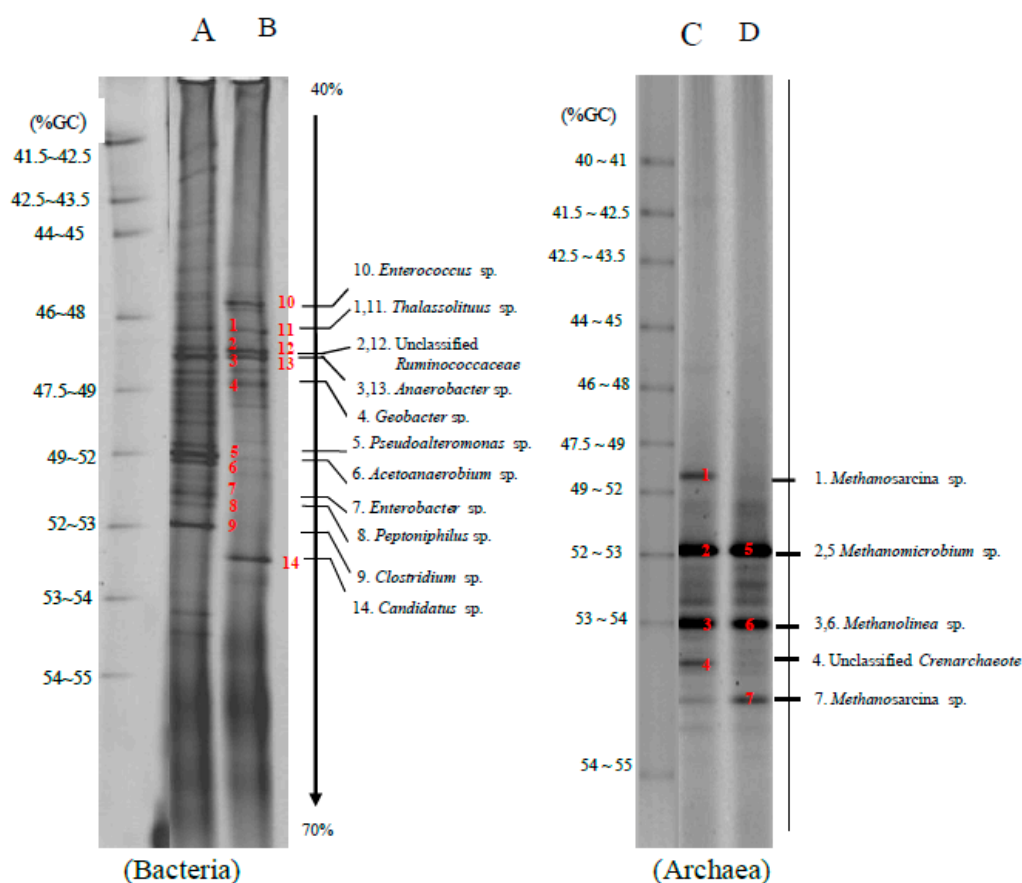 A B
40%
(%GC)
41.5~42.5
42.5~43.5
44~45
46~48
47.5~49
49~52
52~53
53~54
54~55
1
2
3
4
5
6
7
8
9
10
11
12
13
14
10. Enterococcus sp.
1,11. Thalassolituus sp.
2,12. Unclassified
Ruminococcaceae
3,13. Anaerobacter sp.
4. Geobacter sp.
5. Pseudoalteromonas sp.
6. Acetoanaerobium sp.
7. Enterobacter sp.
8. Peptoniphilus sp.
9. Clostridium sp.
14. Candidatus sp.
70%
(Bacteria)
C D
(%GC)
40 ~ 41
41.5 ~ 42.5
42.5 ~ 43.5
44 ~ 45
46 ~ 48
47.5 ~ 49
49 ~ 52
52 ~ 53
53 ~ 54
54 ~ 55
1
2 5
3 6
4
7
1. Methanosarcina sp.
2,5 Methanomicrobium sp.
3,6. Methanolinea sp.
4. Unclassified Crenarchaeote
7. Methanosarcina sp.
(Archaea)